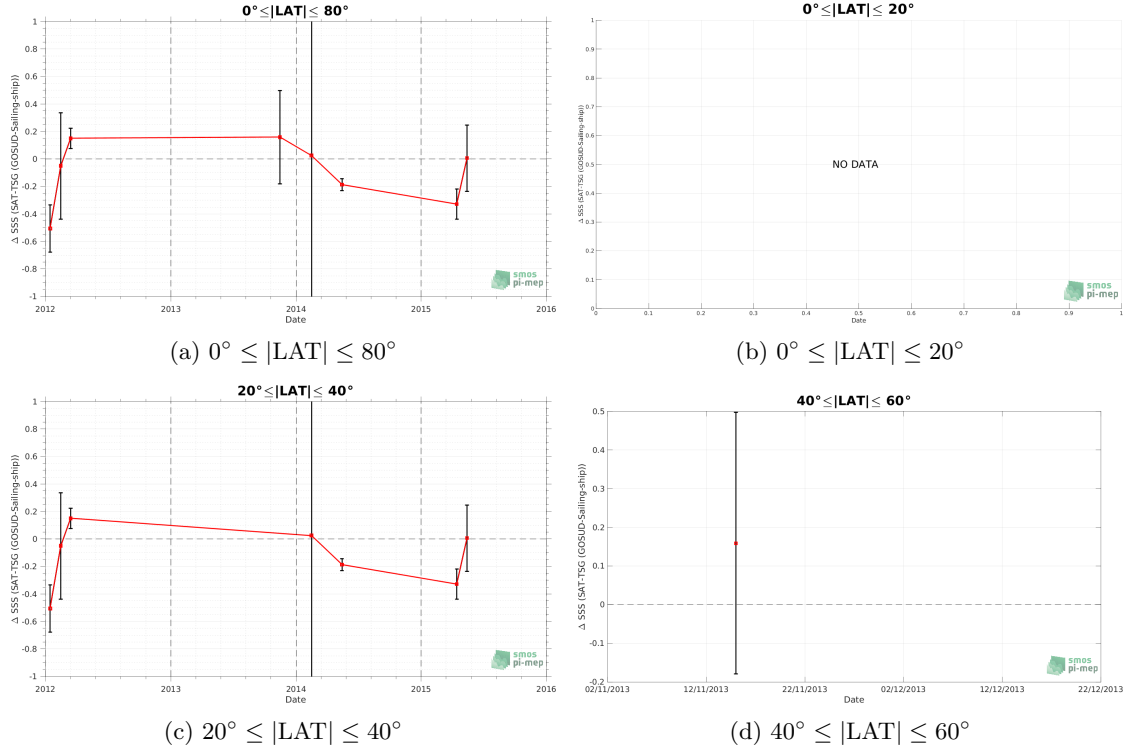 0°≤|LAT|≤ 80°
Δ SSS (SAT-TSG (GOSUD-Sailing-ship))
1
0.8
0.6
0.4
0.2
0
-0.2
-0.4
-0.6
-0.8
-1
2012 2013 2014 2015 2016
Date
smos
pi-mep
(a) 0° ≤ |LAT| ≤ 80°
0°≤|LAT|≤ 20°
Δ SSS (SAT-TSG (GOSUD-Sailing-ship))
1
0.9
0.8
0.7
0.6
0.5
0.4
0.3
0.2
0.1
0
NO DATA
0 0.1 0.2 0.3 0.4 0.5 0.6 0.7 0.8 0.9 1
Date
smos
pi-mep
(b) 0° ≤ |LAT| ≤ 20°
20°≤|LAT|≤ 40°
Δ SSS (SAT-TSG (GOSUD-Sailing-ship))
1
0.8
0.6
0.4
0.2
0
-0.2
-0.4
-0.6
-0.8
-1
2012 2013 2014 2015 2016
Date
smos
pi-mep
(c) 20° ≤ |LAT| ≤ 40°
40°≤|LAT|≤ 60°
Δ SSS (SAT-TSG (GOSUD-Sailing-ship))
0.5
0.4
0.3
0.2
0.1
0
-0.1
-0.2
02/11/2013 12/11/2013 22/11/2013 02/12/2013 12/12/2013 22/12/2013
Date
smos
pi-mep
(d) 40° ≤ |LAT| ≤ 60°